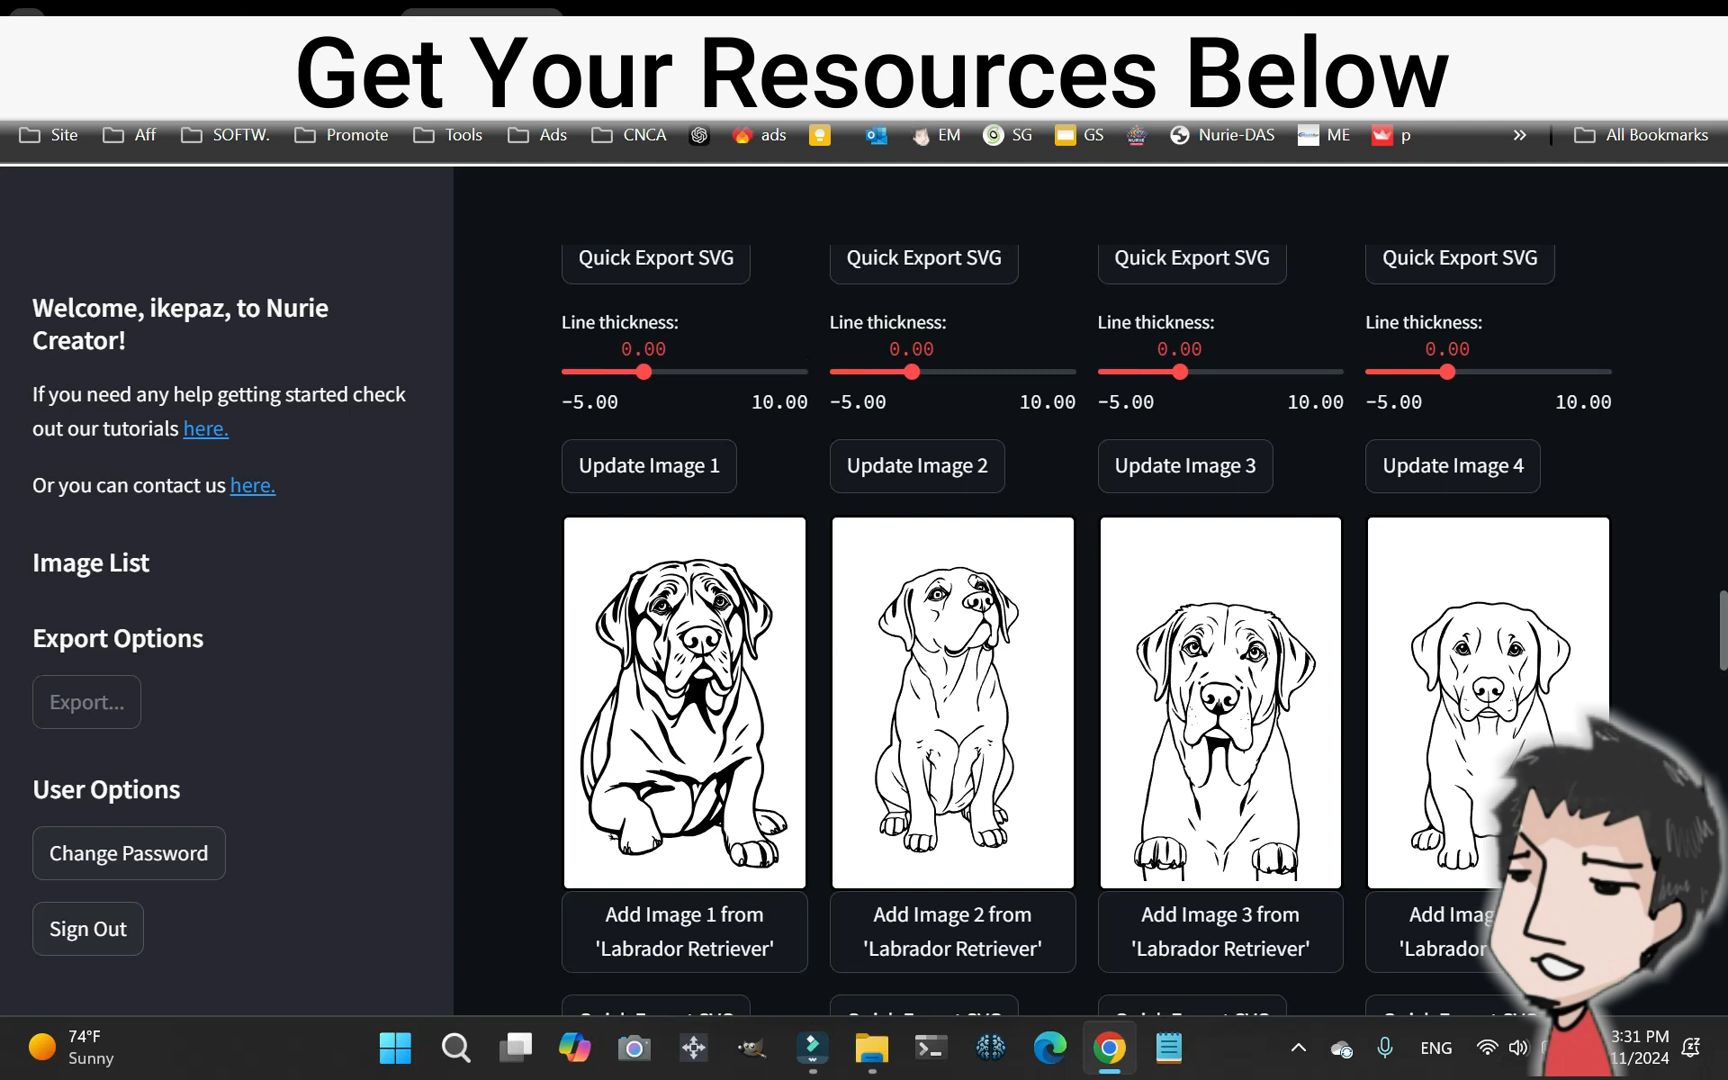 Get Your Resources Below
Site Aff SOFTW. Promote Tools Ads CNCA ads EM SG GS Nurie-DAS ME p » All Bookmarks
Welcome, ikepaz, to Nurie
Creator!
If you need any help getting started check
out our tutorials here.
Or you can contact us here.
Image List
Export Options
Export...
User Options
Change Password
Sign Out
Quick Export SVG Quick Export SVG Quick Export SVG Quick Export SVG
Line thickness: Line thickness: Line thickness: Line thickness:
0.00 0.00 0.00 0.00
-5.00 10.00 -5.00 10.00 -5.00 10.00 -5.00 10.00
Update Image 1 Update Image 2 Update Image 3 Update Image 4
Add Image 1 from Add Image 2 from Add Image 3 from Add
'Labrador Retriever' 'Labrador Retriever' 'Labrador Retriever' 'Labrador
74°F
Sunny
ENG
3:31 PM
11/2024